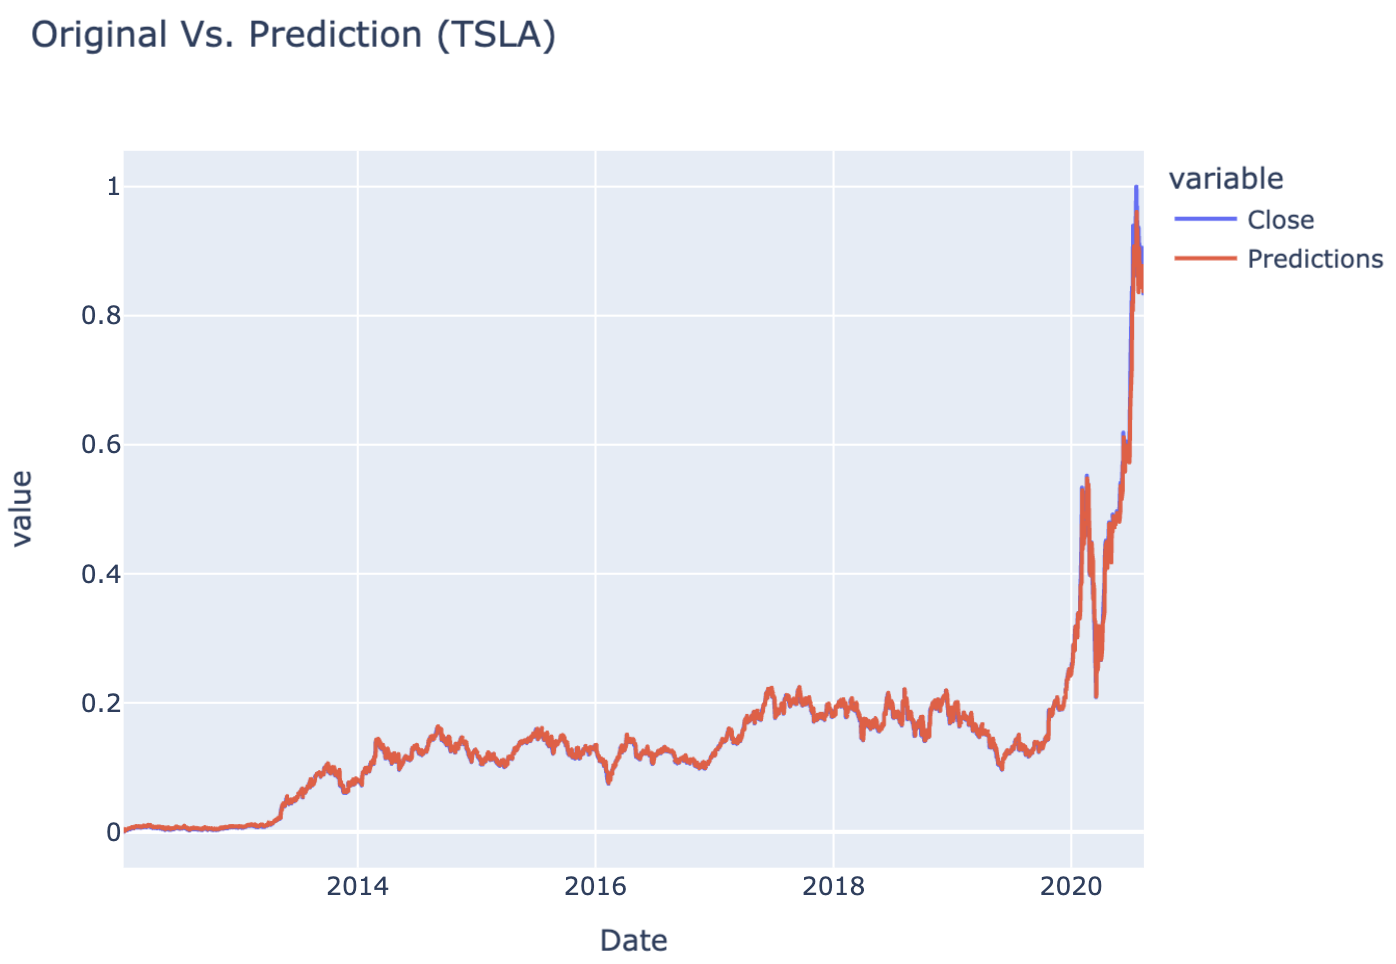 Original Vs. Prediction (TSLA)
variable
Close
Predictions
1
0.8
0.6
0.4
0.2
0
value
2014
2016
2018
2020
Date